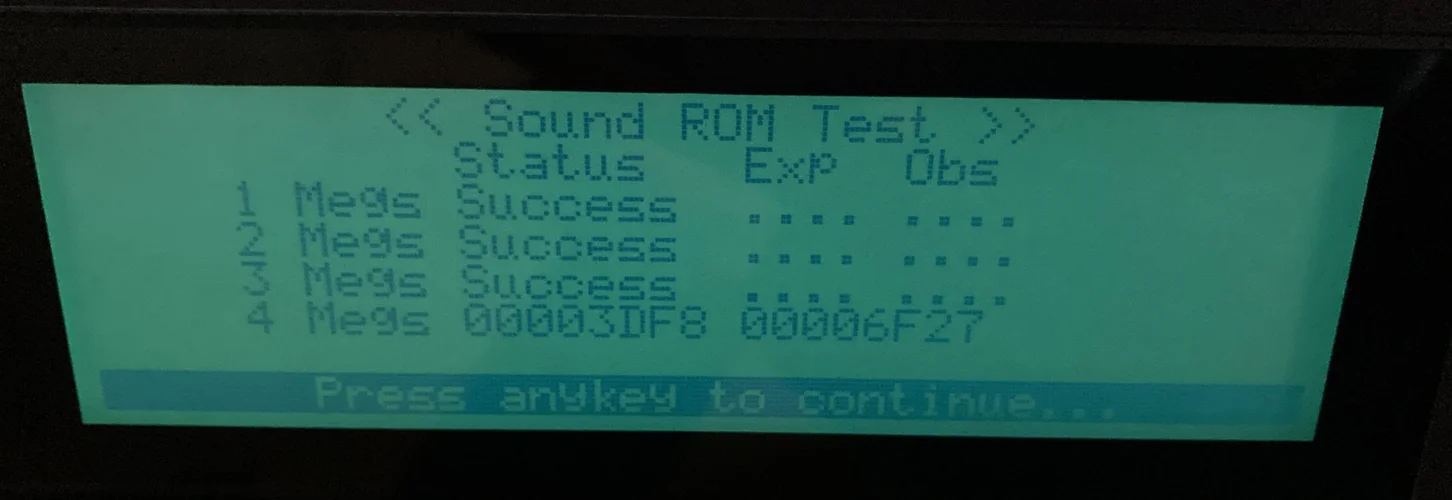 << Sound ROM Test >>
Status Exp Obs
1 Megs Success .... ....
2 Megs Success .... ....
3 Megs Success .... ....
4 Megs 00003DF8 00006F27
Press anykey to continue...